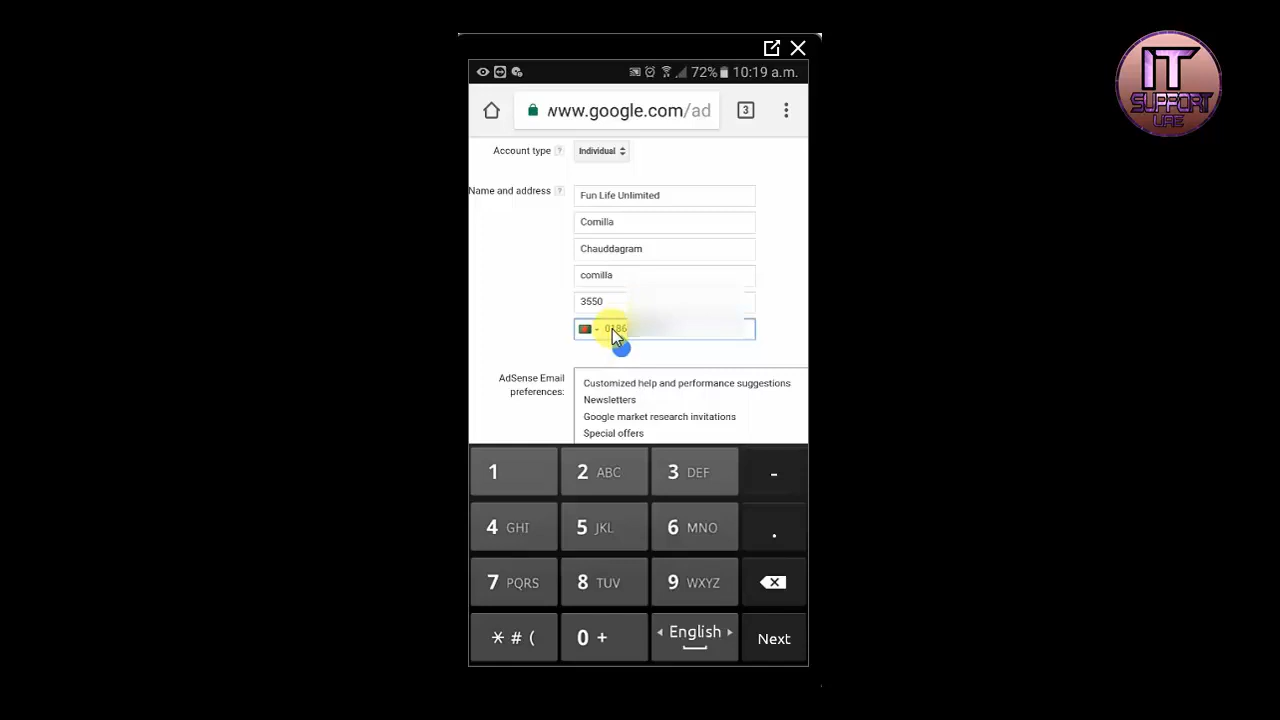 IT
SUPPORT
UAE
72% 10:19 a.m.
www.google.com/ad
3
Account type ? Individual
Name and address ? Fun Life Unlimited
Comilla
Chauddagram
comilla
3550
0186
AdSense Email
preferences:
Customized help and performance suggestions
Newsletters
Google market research invitations
Special offers
1 2 ABC 3 DEF -
4 GHI 5 JKL 6 MNO .
7 PQRS 8 TUV 9 WXYZ
* # ( 0 + English Next